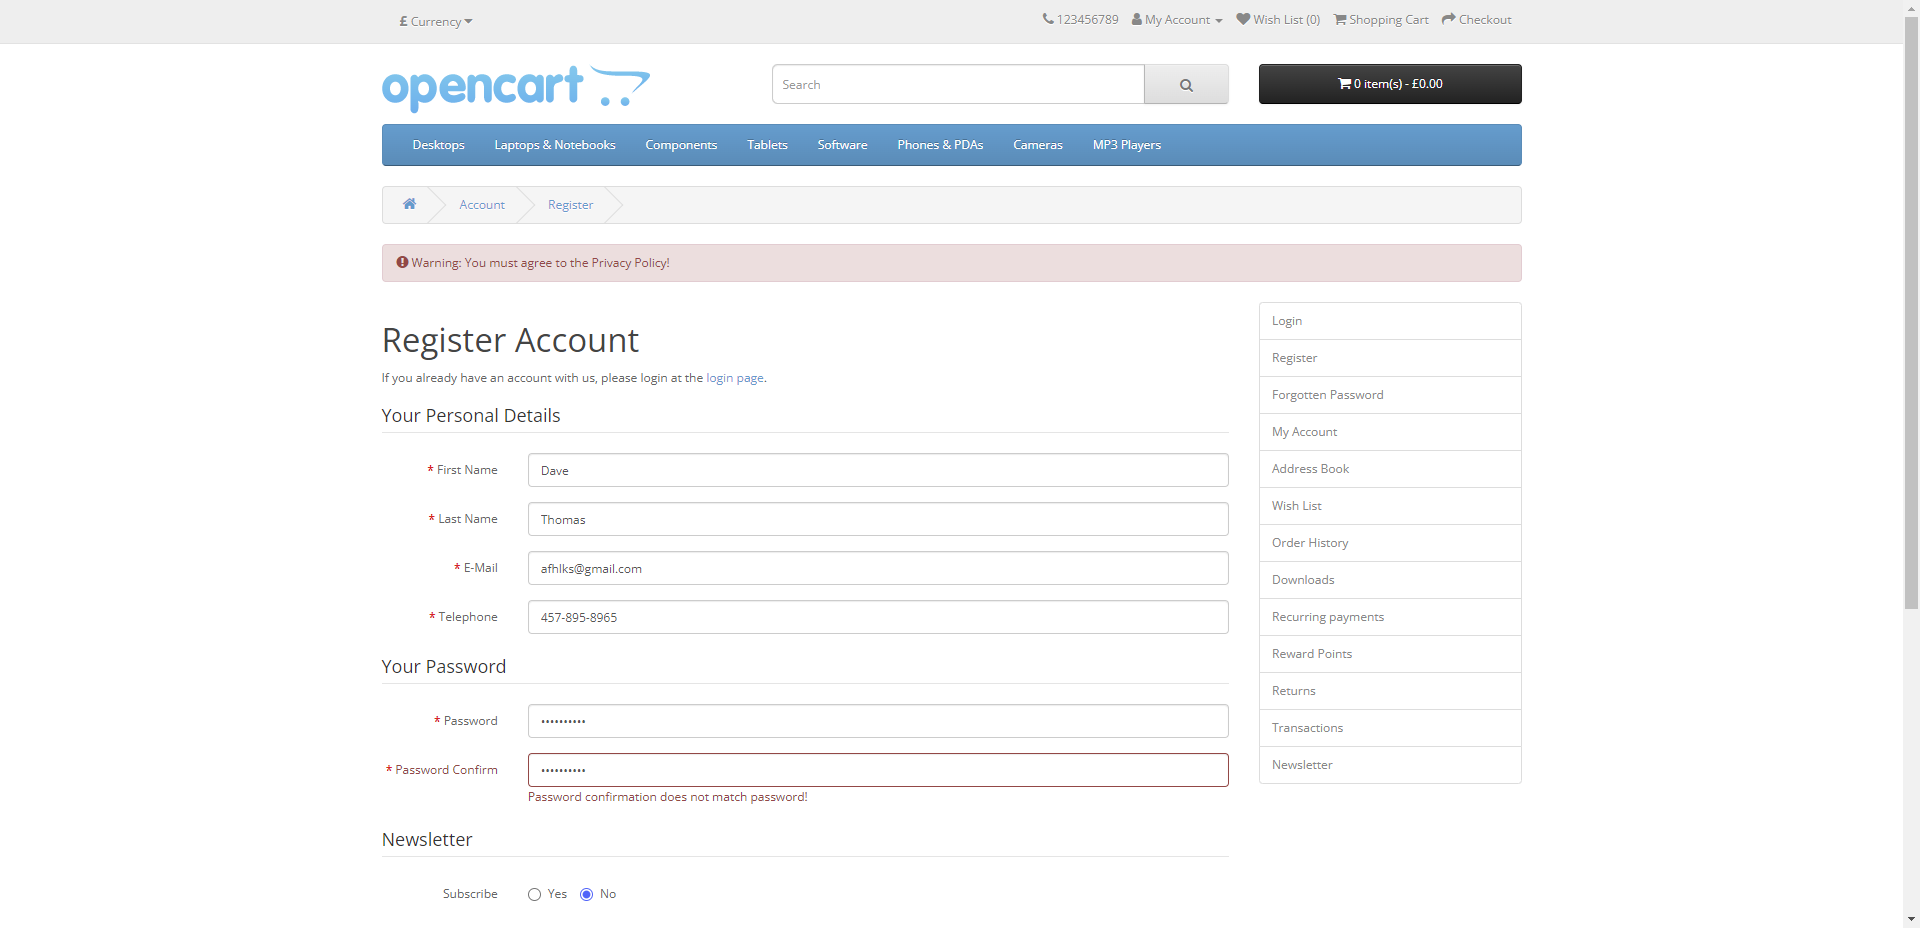 £ Currency
123456789 My Account Wish List (0) Shopping Cart Checkout
opencart
Search
0 item(s) - £0.00
Desktops Laptops & Notebooks Components Tablets Software Phones & PDAs Cameras MP3 Players
Account Register
Warning: You must agree to the Privacy Policy!
Register Account
If you already have an account with us, please login at the login page.
Your Personal Details
* First Name Dave
* Last Name Thomas
* E-Mail afhlks@gmail.com
* Telephone 457-895-8965
Your Password
* Password ••••••••••
* Password Confirm ••••••••••
Password confirmation does not match password!
Newsletter
Subscribe Yes No
Login
Register
Forgotten Password
My Account
Address Book
Wish List
Order History
Downloads
Recurring payments
Reward Points
Returns
Transactions
Newsletter